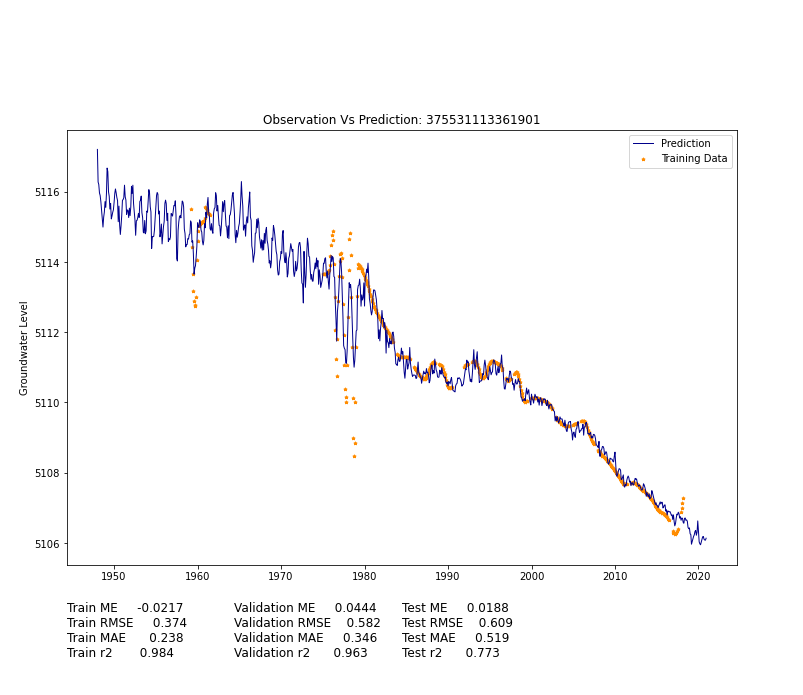 Observation Vs Prediction: 375531113361901
Prediction
Training Data
Groundwater Level
5116
5114
5112
5110
5108
5106
1950 1960 1970 1980 1990 2000 2010 2020
Train ME -0.0217 Validation ME 0.0444 Test ME 0.0188
Train RMSE 0.374 Validation RMSE 0.582 Test RMSE 0.609
Train MAE 0.238 Validation MAE 0.346 Test MAE 0.519
Train r2 0.984 Validation r2 0.963 Test r2 0.773